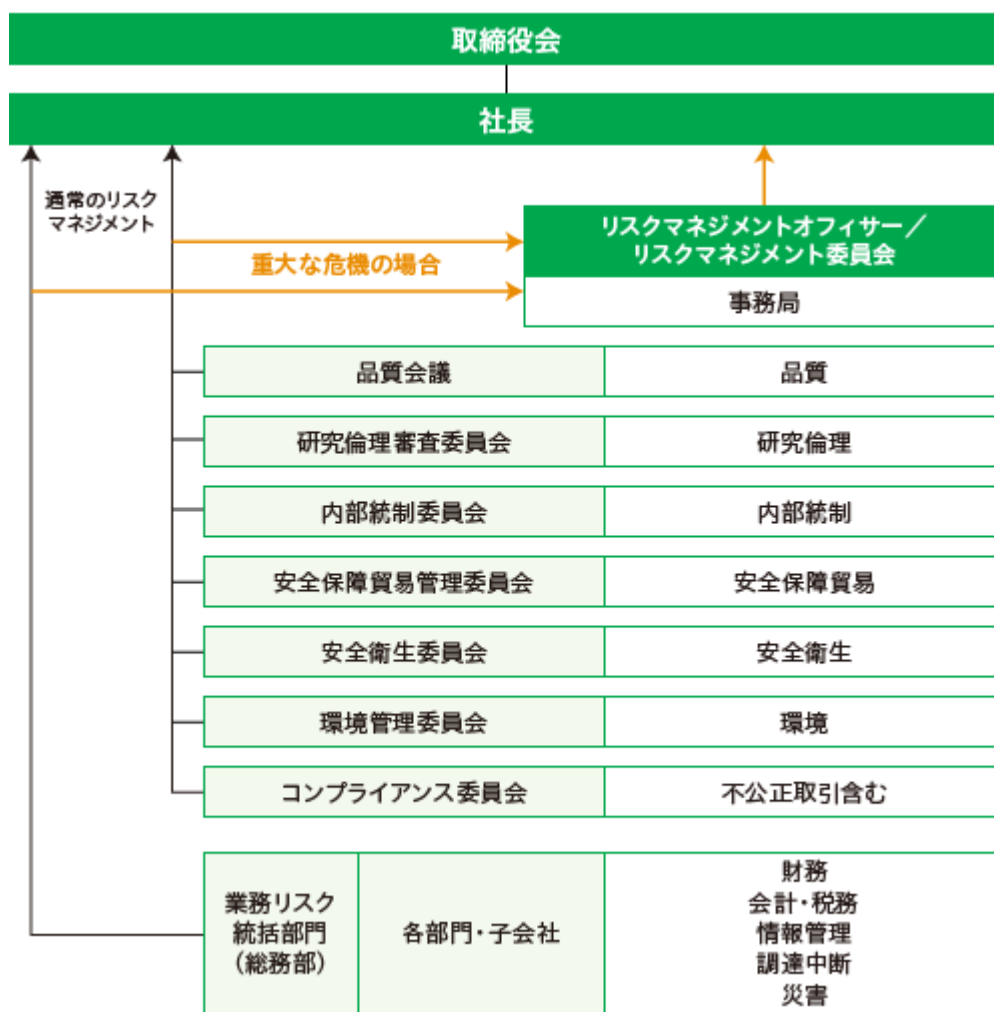 取締役会
社長
通常のリスク
マネジメント
リスクマネジメントオフィサー／
リスクマネジメント委員会
重大な危機の場合
事務局
品質会議
品質
研究倫理審査委員会
研究倫理
内部統制委員会
内部統制
安全保障貿易管理委員会
安全保障貿易
安全衛生委員会
安全衛生
環境管理委員会
環境
コンプライアンス委員会
不公正取引含む
業務リスク
統括部門
（総務部）
各部門・子会社
財務
会計・税務
情報管理
調達中断
災害